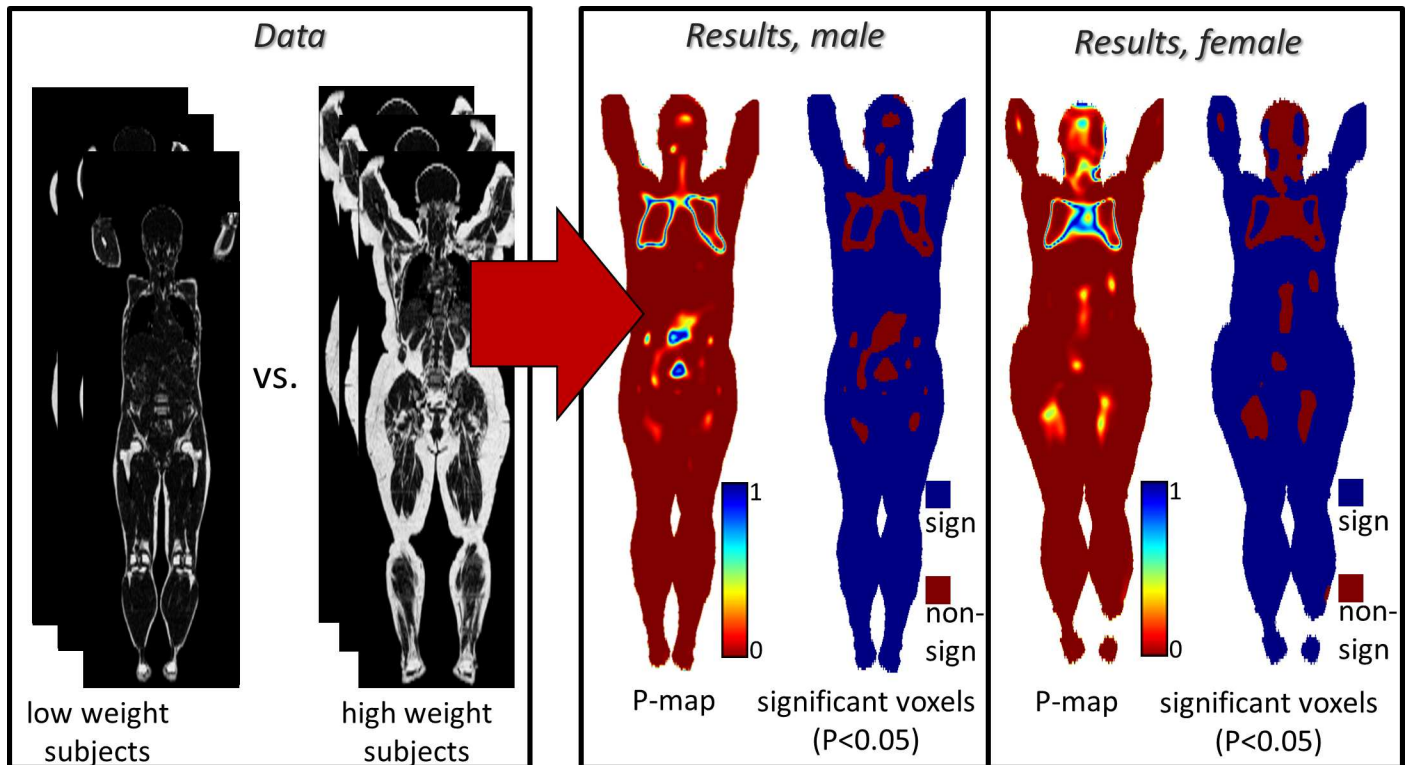 Data
vs.
low weight
subjects
high weight
subjects
Results, male
1
0
sign
non-
sign
P-map
significant voxels
(P<0.05)
Results, female
1
0
sign
non-
sign
P-map
significant voxels
(P<0.05)